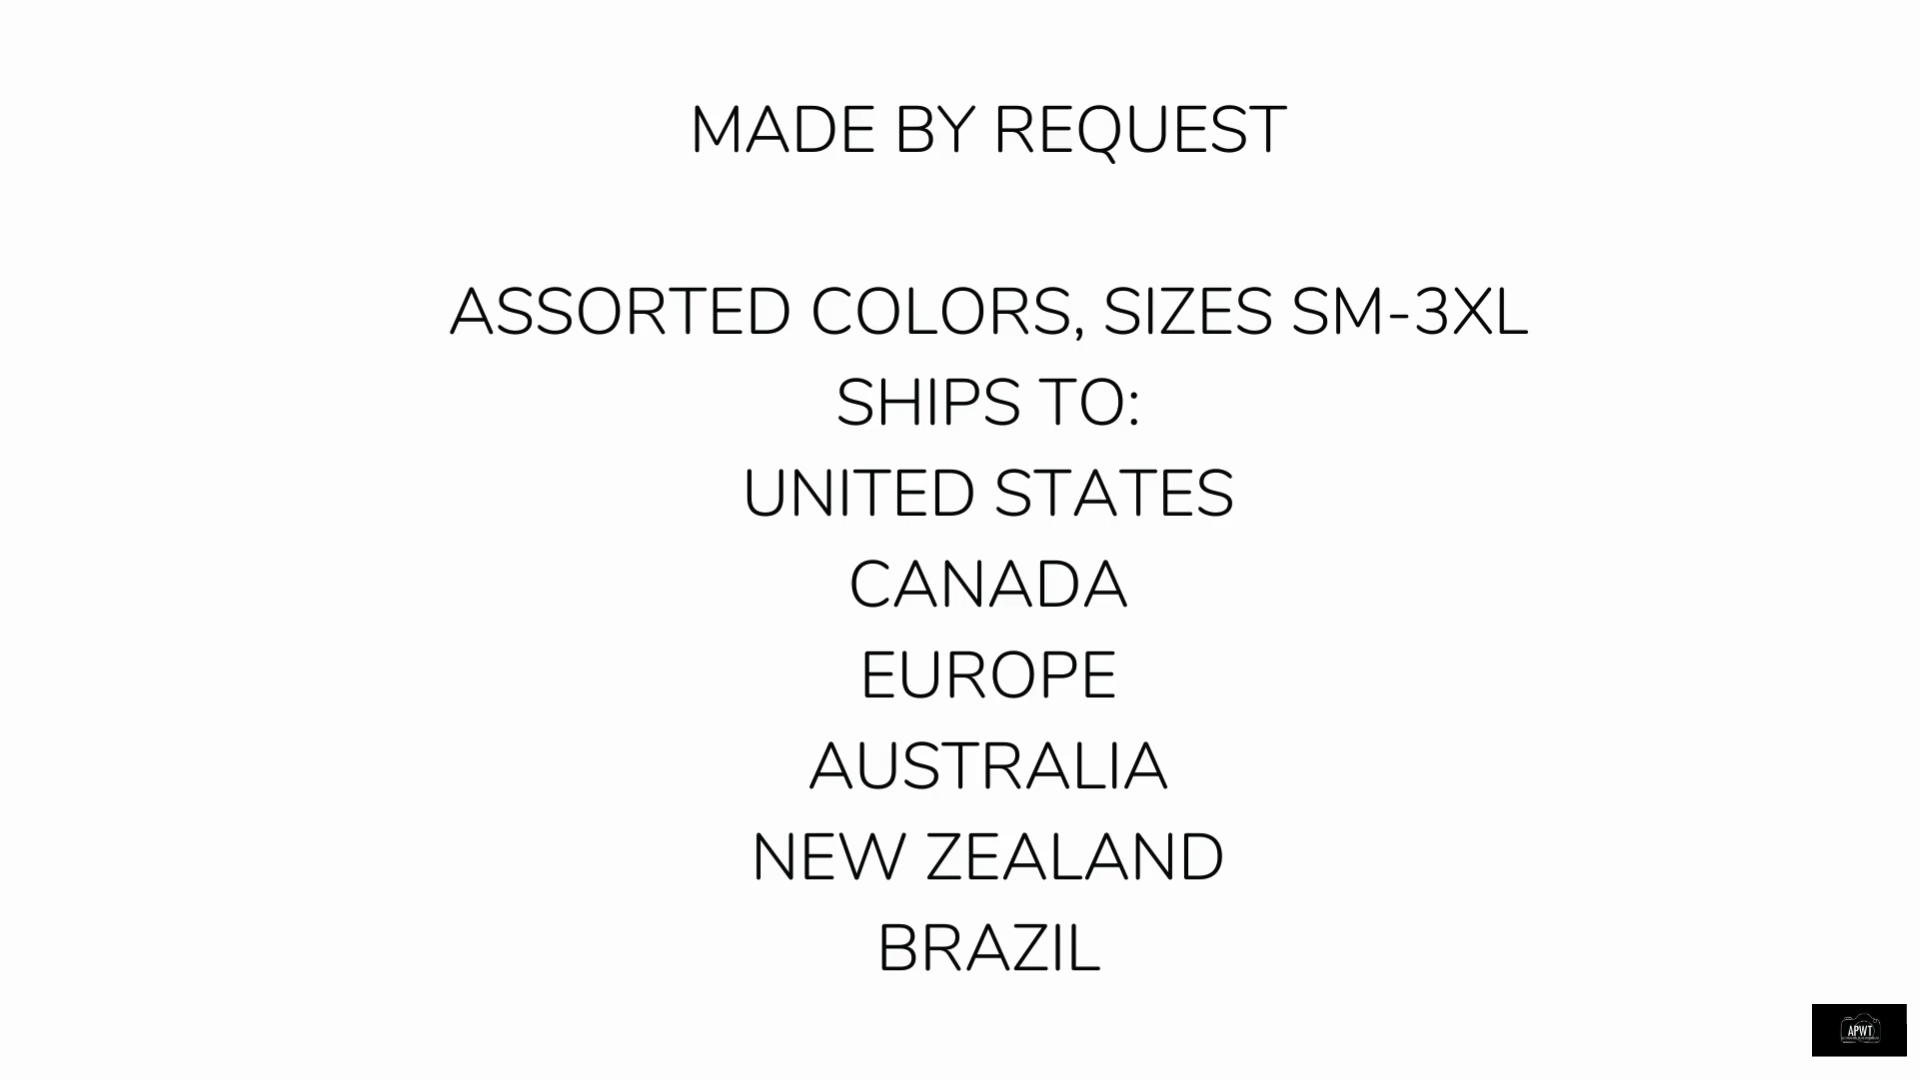 MADE BY REQUEST
ASSORTED COLORS, SIZES SM-3XL
SHIPS TO:
UNITED STATES
CANADA
EUROPE
AUSTRALIA
NEW ZEALAND
BRAZIL
APWT